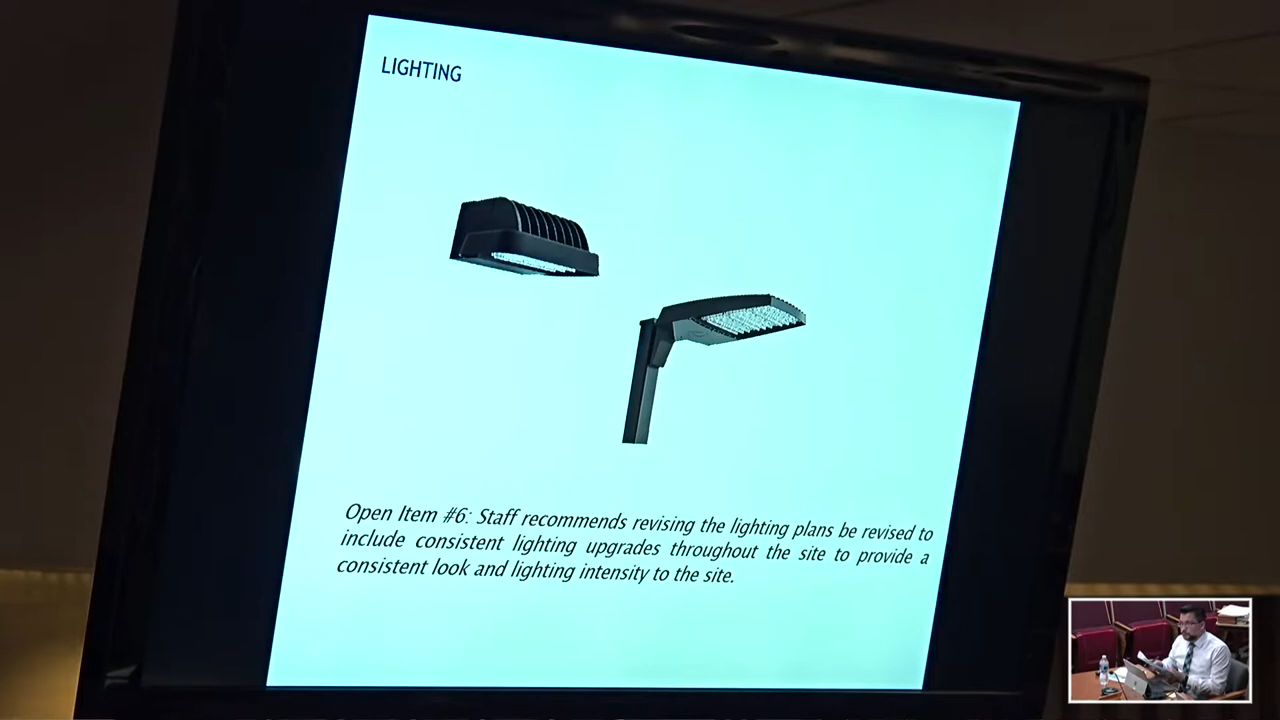 LIGHTING
Open Item #6: Staff recommends revising the lighting plans be revised to
include consistent lighting upgrades throughout the site to provide a
consistent look and lighting intensity to the site.